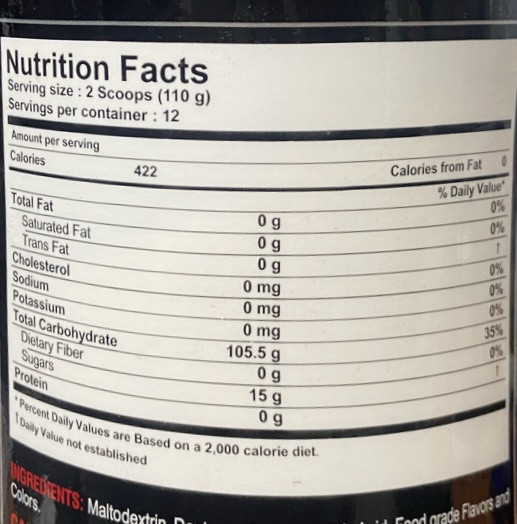 Nutrition Facts
Serving size : 2 Scoops (110 g)
Servings per container : 12
Amount per serving
Calories 422 Calories from Fat 0
% Daily Value*
Total Fat 0 g 0%
Saturated Fat 0 g 0%
Trans Fat 0 g †
Cholesterol 0 mg 0%
Sodium 0 mg 0%
Potassium 0 mg 0%
Total Carbohydrate 105.5 g 35%
Dietary Fiber 0 g 0%
Sugars 15 g †
Protein 0 g
* Percent Daily Values are Based on a 2,000 calorie diet.
† Daily Value not established
INGREDIENTS: Maltodextrin Food grade Flavors and
Colors.